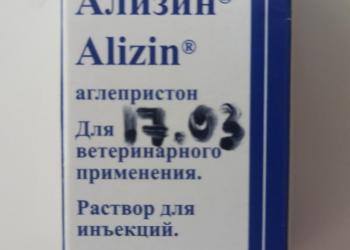 Ализин®
Alizin®
аглепристон
Для 17.03
ветеринарного
применения.
Раствор для
инъекций.